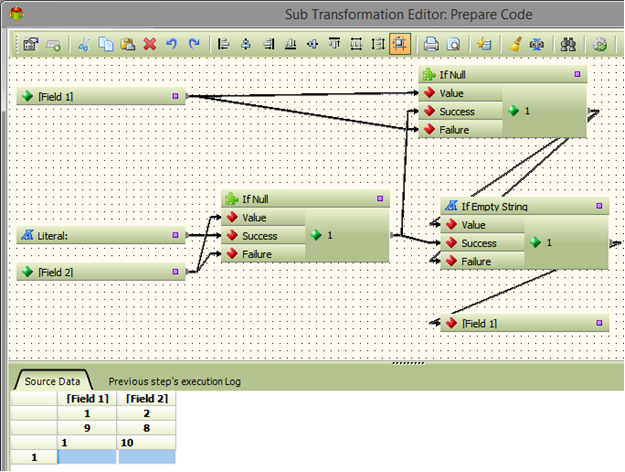 Sub Transformation Editor: Prepare Code
If Null
[Field 1]
Value
Success
1
Failure
If Null
Value
Literal:
Success
1
[Field 2]
Failure
If Empty String
Value
Success
1
Failure
[Field 1]
Source Data Previous step's execution Log
[Field 1] [Field 2]
1 2
9 8
1 10
1